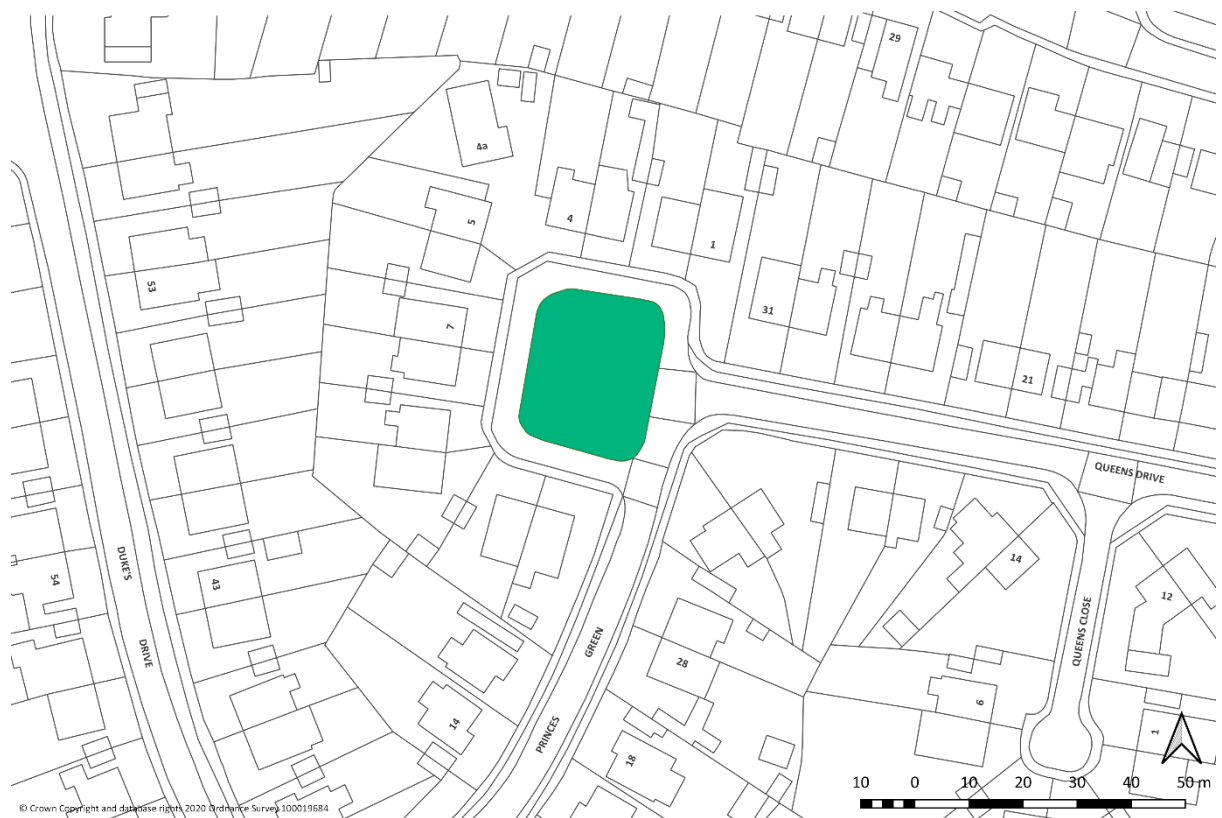 29
4a
5
4
1
53
31
7
21
QUEENS DRIVE
54
DUKE'S
DRIVE
43
14
12
QUEENS CLOSE
GREEN
PRINCES
28
6
14
18
1
10 0 10 20 30 40 50 m
© Crown Copyright and database rights 2020 Ordnance Survey 100019684